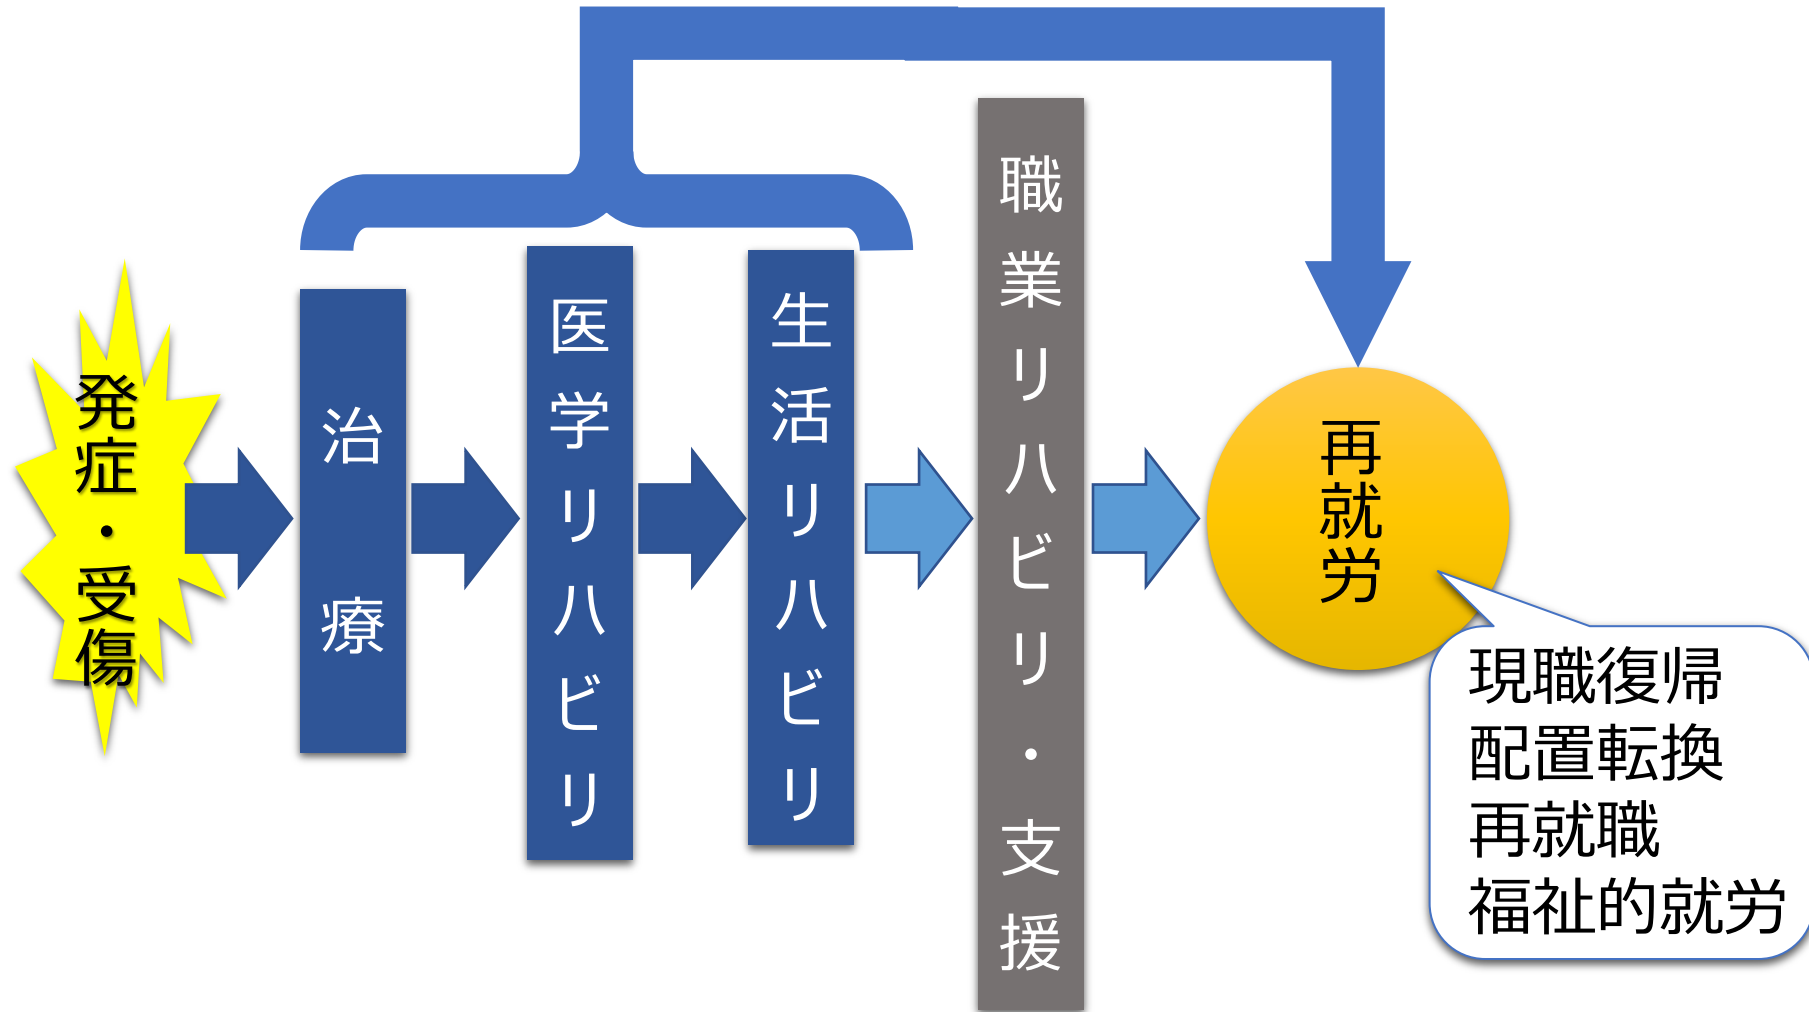 発症・受傷
治療
医学リハビリ
生活リハビリ
職業リハビリ・支援
再就労
現職復帰
配置転換
再就職
福祉的就労